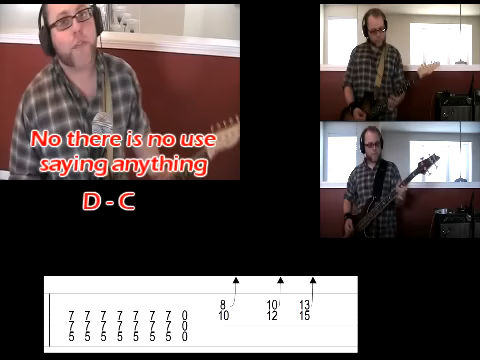 No there is no use
saying anything
D - C
8 10 13
7 7 7 7 7 7 7 0 10 12 15
7 7 7 7 7 7 7 0
5 5 5 5 5 5 5 0